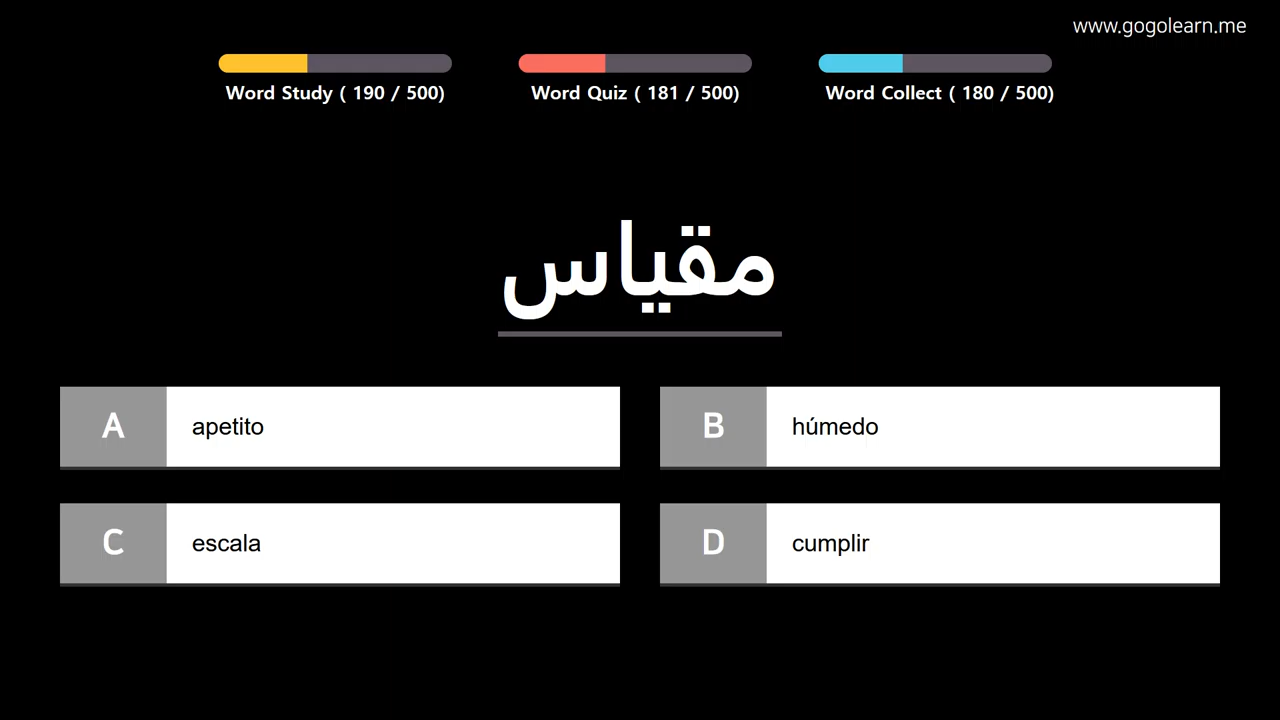 www.gogolearn.me
Word Study ( 190 / 500)
Word Quiz ( 181 / 500)
Word Collect ( 180 / 500)
مقياس
A apetito
B húmedo
C escala
D cumplir